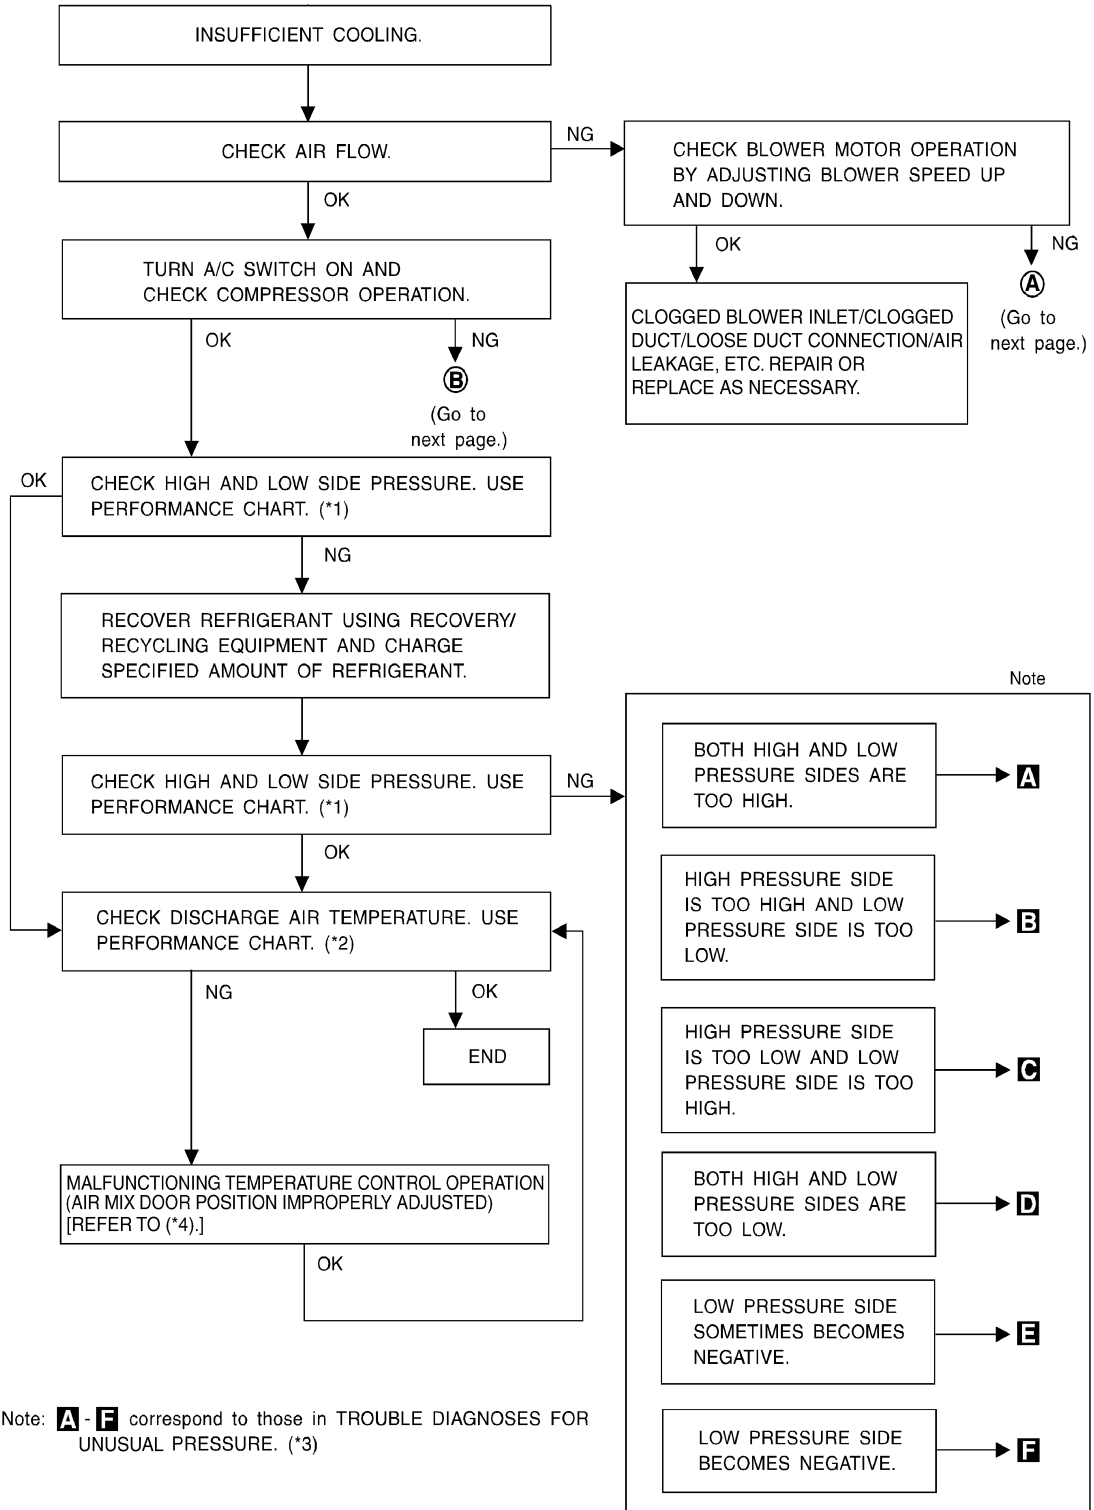 INSUFFICIENT COOLING.
CHECK AIR FLOW.
NG
CHECK BLOWER MOTOR OPERATION
BY ADJUSTING BLOWER SPEED UP
AND DOWN.
OK
OK
NG
TURN A/C SWITCH ON AND
CHECK COMPRESSOR OPERATION.
A
(Go to
next page.)
CLOGGED BLOWER INLET/CLOGGED
DUCT/LOOSE DUCT CONNECTION/AIR
LEAKAGE, ETC. REPAIR OR
REPLACE AS NECESSARY.
OK
NG
B
(Go to
next page.)
OK
CHECK HIGH AND LOW SIDE PRESSURE. USE
PERFORMANCE CHART. (*1)
NG
RECOVER REFRIGERANT USING RECOVERY/
RECYCLING EQUIPMENT AND CHARGE
SPECIFIED AMOUNT OF REFRIGERANT.
CHECK HIGH AND LOW SIDE PRESSURE. USE
PERFORMANCE CHART. (*1)
NG
OK
CHECK DISCHARGE AIR TEMPERATURE. USE
PERFORMANCE CHART. (*2)
NG
OK
END
MALFUNCTIONING TEMPERATURE CONTROL OPERATION
(AIR MIX DOOR POSITION IMPROPERLY ADJUSTED)
[REFER TO (*4).]
OK
Note
BOTH HIGH AND LOW
PRESSURE SIDES ARE
TOO HIGH.
A
HIGH PRESSURE SIDE
IS TOO HIGH AND LOW
PRESSURE SIDE IS TOO
LOW.
B
HIGH PRESSURE SIDE
IS TOO LOW AND LOW
PRESSURE SIDE IS TOO
HIGH.
C
BOTH HIGH AND LOW
PRESSURE SIDES ARE
TOO LOW.
D
LOW PRESSURE SIDE
SOMETIMES BECOMES
NEGATIVE.
E
LOW PRESSURE SIDE
BECOMES NEGATIVE.
F
Note: A - F correspond to those in TROUBLE DIAGNOSES FOR
UNUSUAL PRESSURE. (*3)